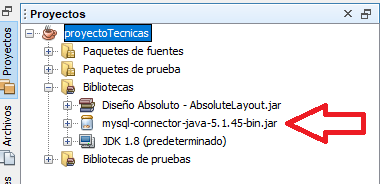 Proyectos
proyectoTecnicas
Paquetes de fuentes
Paquetes de prueba
Bibliotecas
Diseño Absoluto - AbsoluteLayout.jar
mysql-connector-java-5.1.45-bin.jar
JDK 1.8 (predeterminado)
Bibliotecas de pruebas
Proyectos
Archivos